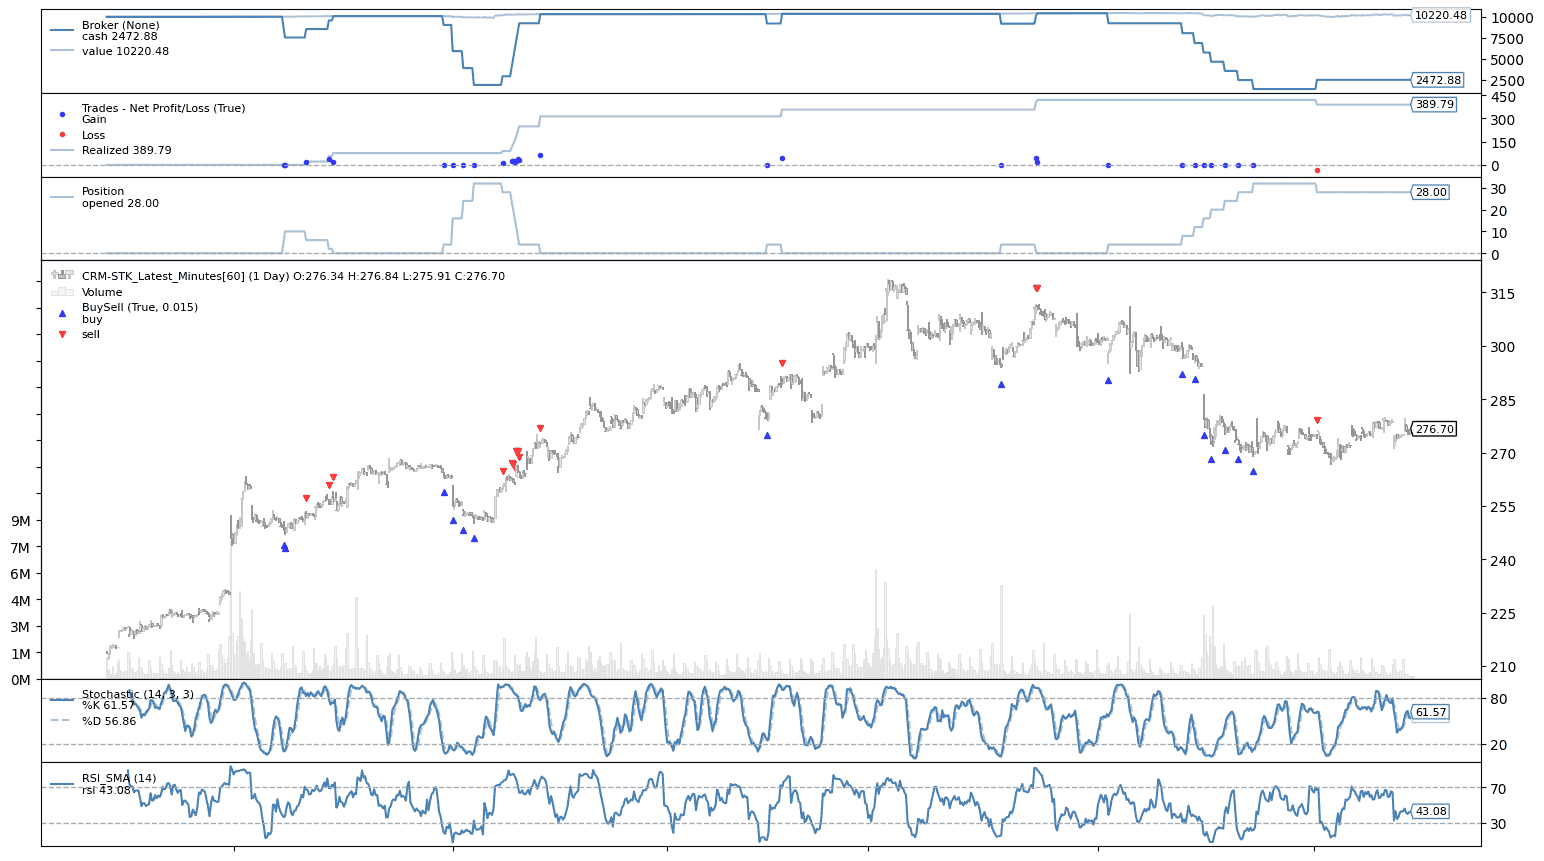 Broker (None)
cash 2472.88
value 10220.48
10220.48
10000
7500
5000
2500
2472.88
Trades - Net Profit/Loss (True)
Gain
Loss
Realized 389.79
450
389.79
300
150
0
Position
opened 28.00
30
28.00
20
10
0
CRM-STK_Latest_Minutes[60] (1 Day) O:276.34 H:276.84 L:275.91 C:276.70
Volume
BuySell (True, 0.015)
buy
sell
315
300
285
276.70
270
255
240
225
210
9M
7M
6M
4M
3M
1M
0M
Stochastic (14, 3, 3)
%K 61.57
%D 56.86
80
61.57
20
RSI_SMA (14)
rsi 43.08
70
43.08
30